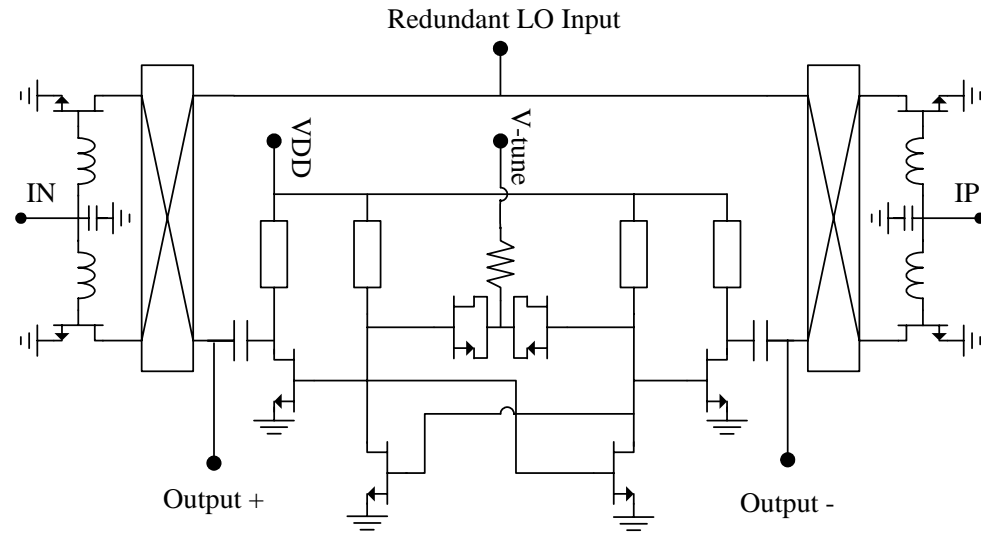 Redundant LO Input
VDD
V-tune
IN
IP
Output +
Output -